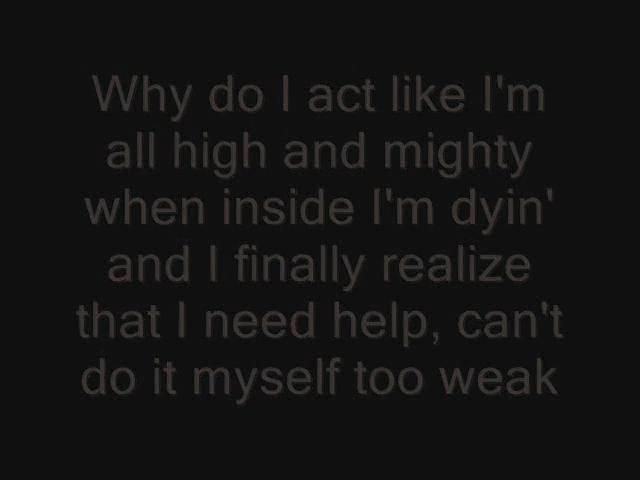 Why do I act like I'm
all high and mighty
when inside I'm dyin'
and I finally realize
that I need help, can't
do it myself too weak